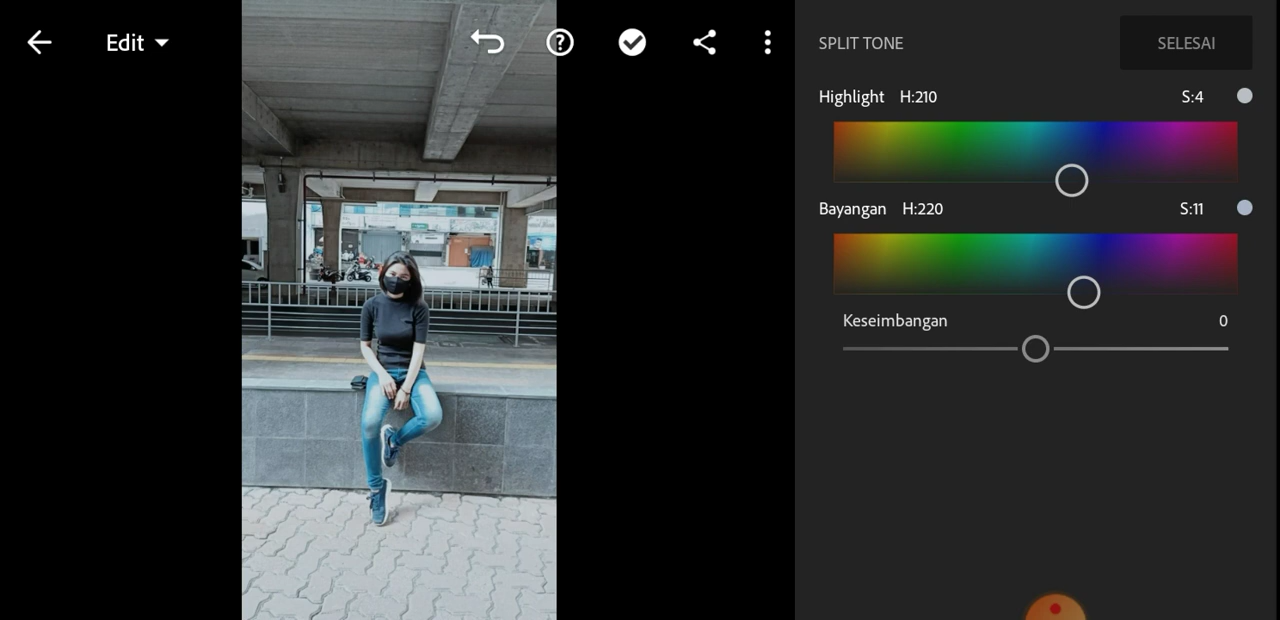 Edit
SPLIT TONE
SELESAI
Highlight H:210 S:4
Bayangan H:220 S:11
Keseimbangan 0